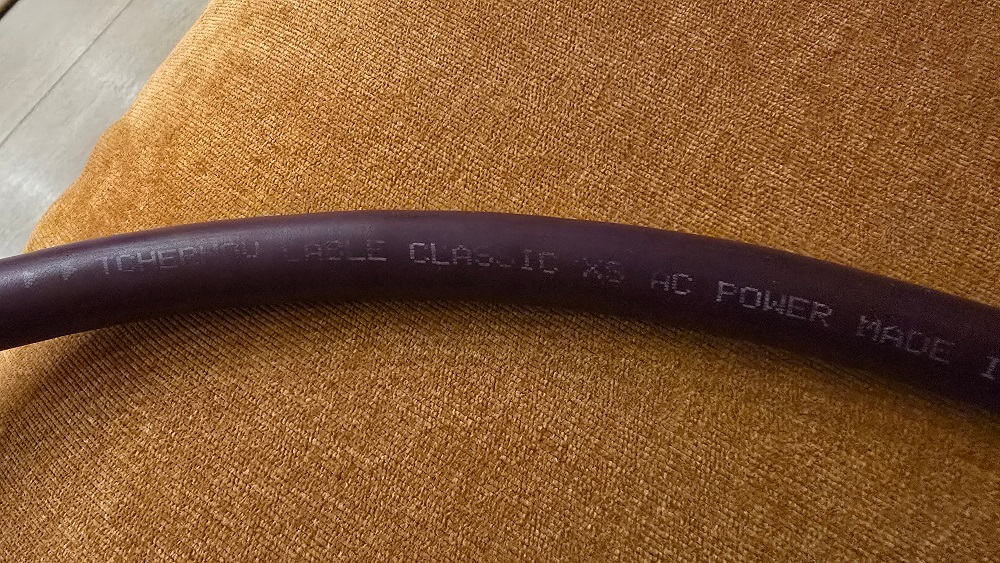 TCHERNOV CABLE CLASSIC XS AC POWER MADE